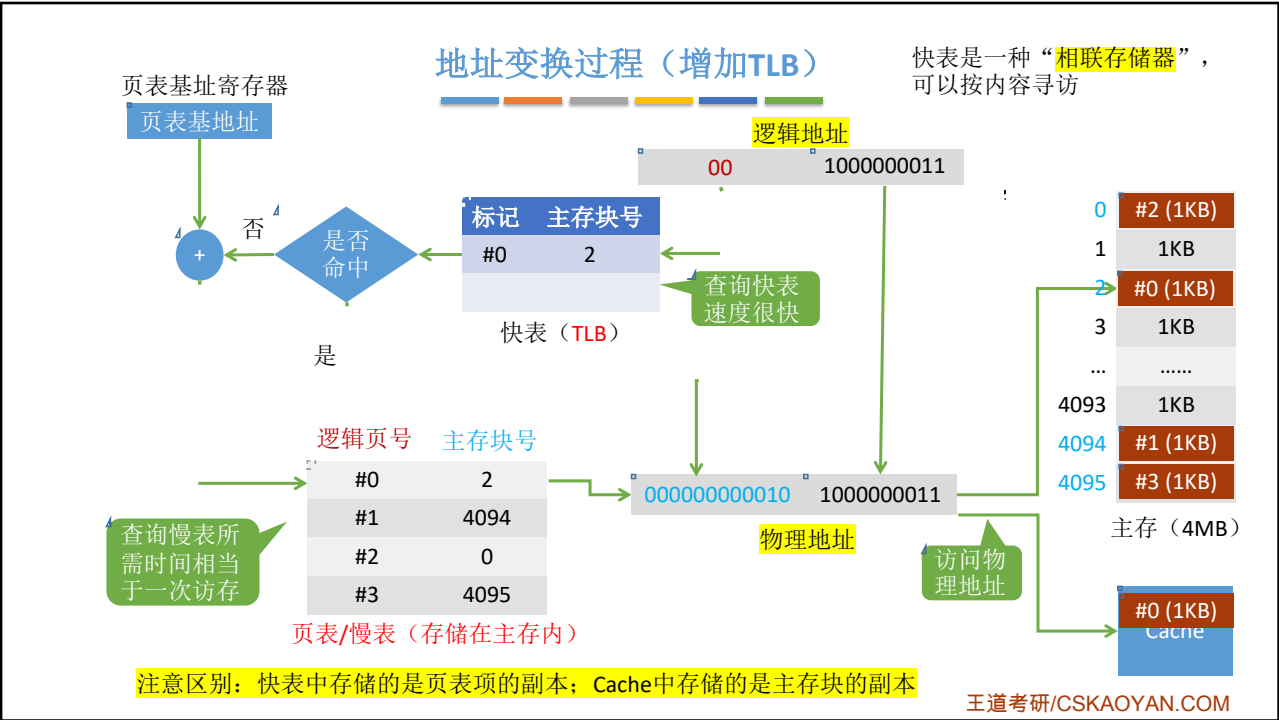 地址变换过程（增加TLB）
快表是一种“相联存储器”，
可以按内容寻访
页表基址寄存器
页表基地址
逻辑地址
00 1000000011
+
否
是否
命中
标记 主存块号
#0 2
查询快表
速度很快
快表（TLB）
是
0 #2 (1KB)
1 1KB
2 #0 (1KB)
3 1KB
… ……
4093 1KB
4094 #1 (1KB)
4095 #3 (1KB)
主存（4MB）
逻辑页号 主存块号
#0 2
#1 4094
#2 0
#3 4095
页表/慢表（存储在主存内）
查询慢表所
需时间相当
于一次访存
000000000010 1000000011
物理地址
访问物
理地址
#0 (1KB)
Cache
注意区别：快表中存储的是页表项的副本；Cache中存储的是主存块的副本
王道考研/CSKAOYAN.COM